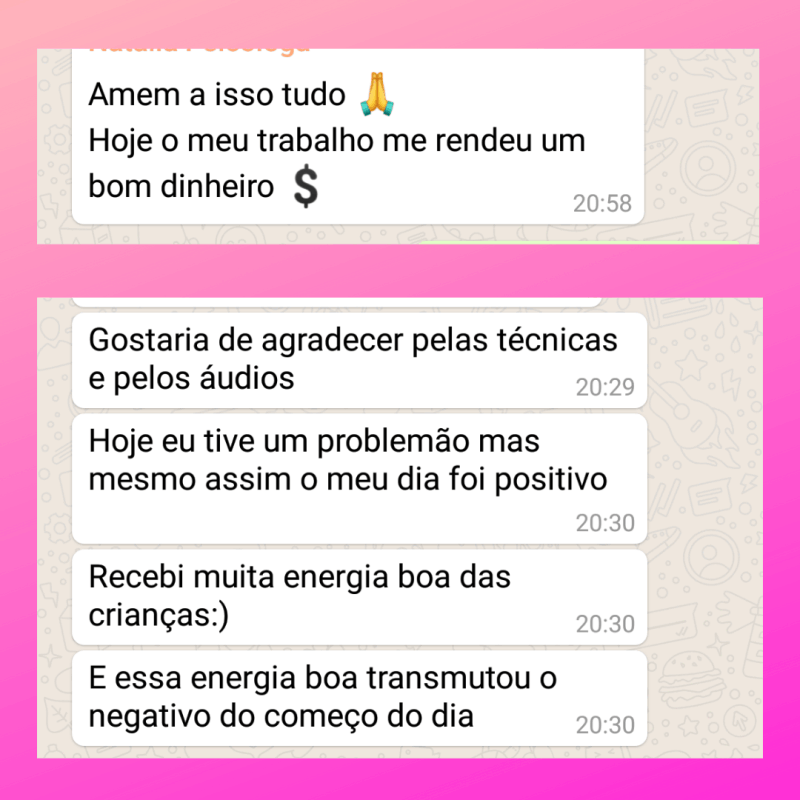 Amem a isso tudo 🙏
Hoje o meu trabalho me rendeu um
bom dinheiro 💲
20:58
Gostaria de agradecer pelas técnicas
e pelos áudios
20:29
Hoje eu tive um problemão mas
mesmo assim o meu dia foi positivo
20:30
Recebi muita energia boa das
crianças:)
20:30
E essa energia boa transmutou o
negativo do começo do dia
20:30